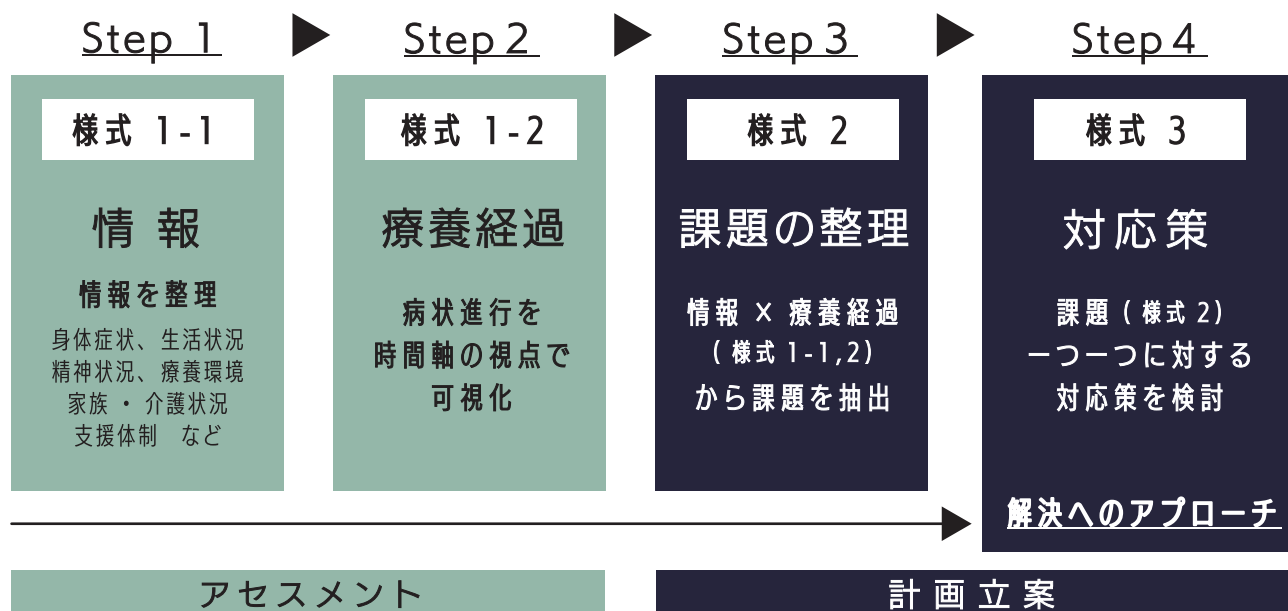 Step 1
様式 1-1
情報
情報を整理
身体症状、生活状況
精神状況、療養環境
家族・介護状況
支援体制 など
Step 2
様式 1-2
療養経過
病状進行を
時間軸の視点で
可視化
Step 3
様式 2
課題の整理
情報 × 療養経過
(様式 1-1,2)
から課題を抽出
Step 4
様式 3
対応策
課題(様式 2)
一つ一つに対する
対応策を検討
解決へのアプローチ
アセスメント
計画立案